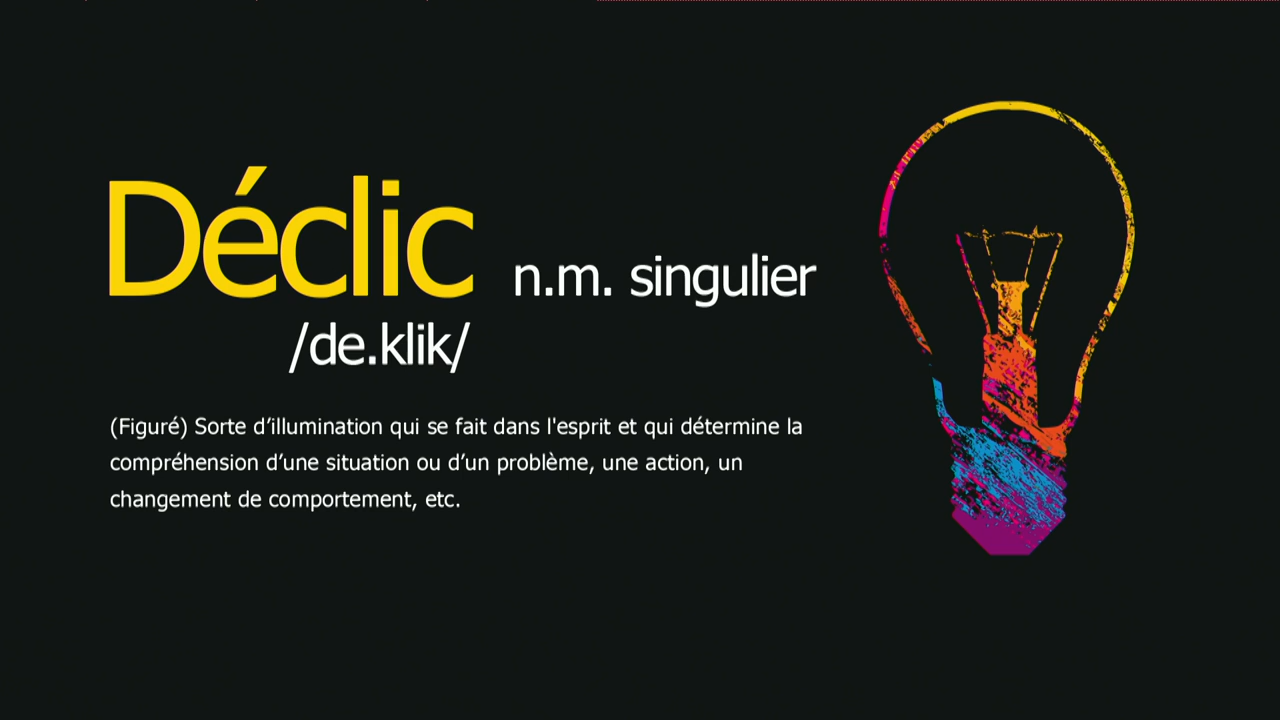 Déclic n.m. singulier
/de.klik/
(Figuré) Sorte d’illumination qui se fait dans l'esprit et qui détermine la
compréhension d’une situation ou d’un problème, une action, un
changement de comportement, etc.